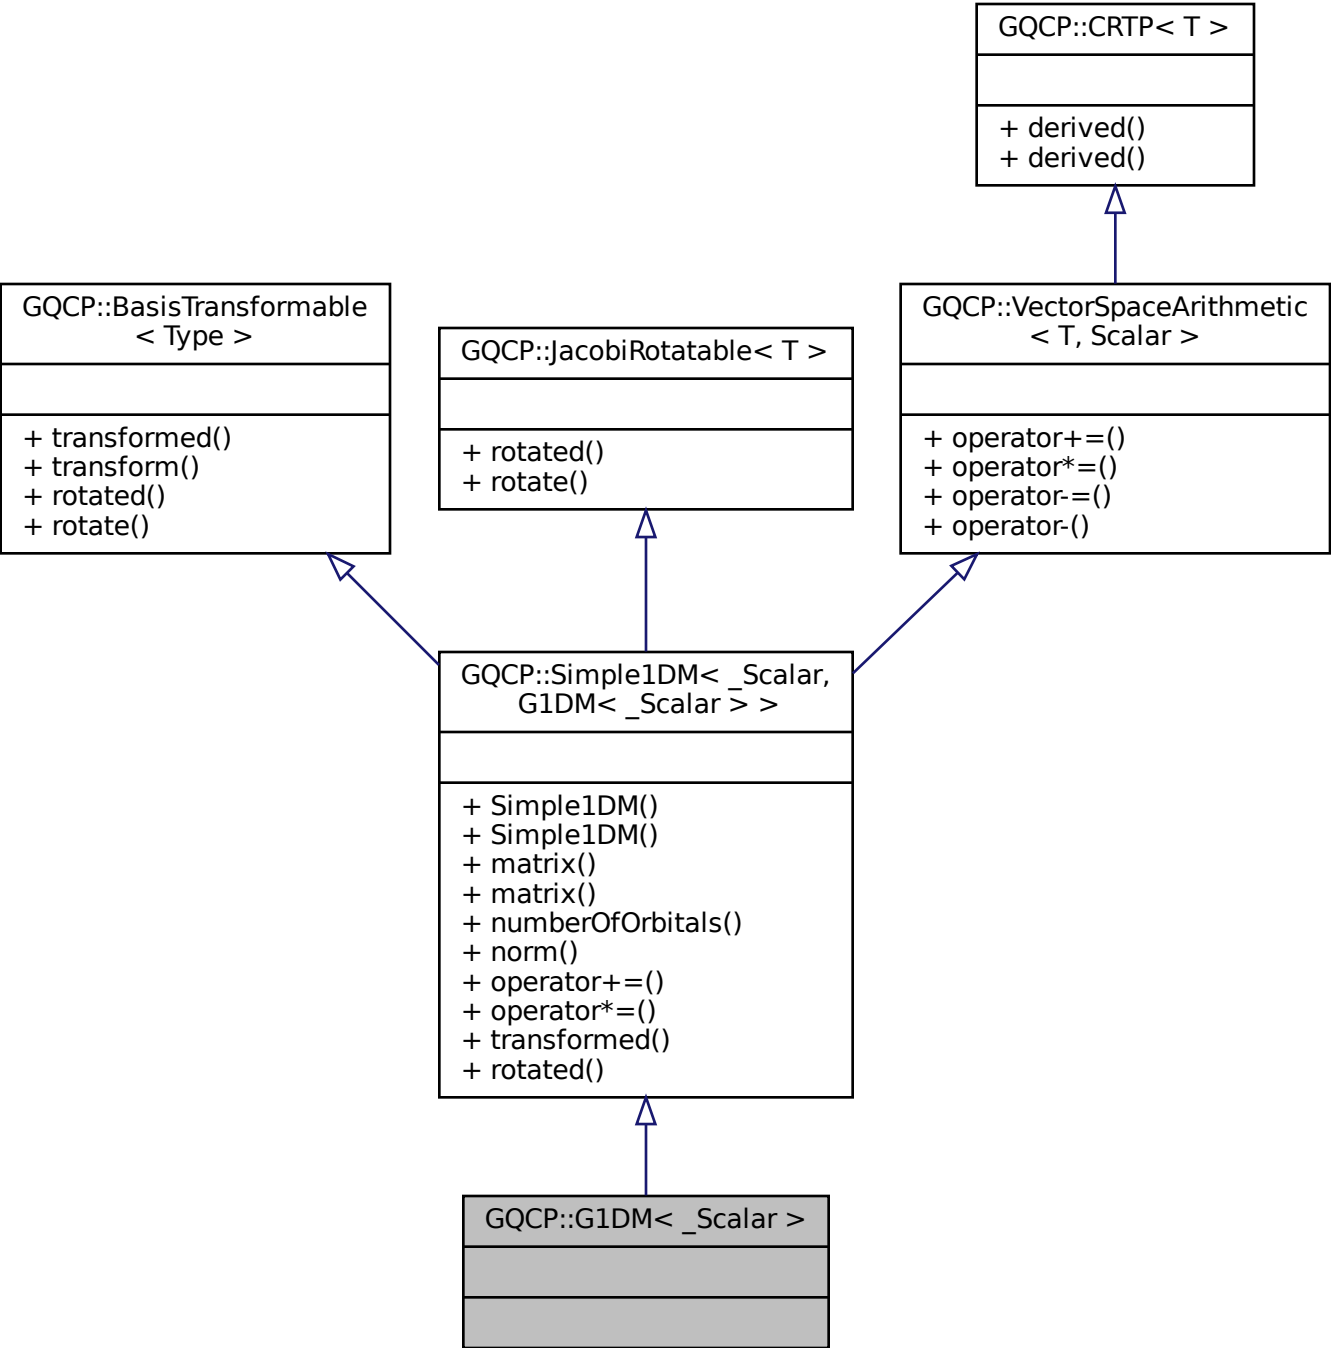 GQCP::CRTP< T >
+ derived()
+ derived()
GQCP::BasisTransformable
< Type >
+ transformed()
+ transform()
+ rotated()
+ rotate()
GQCP::JacobiRotatable< T >
+ rotated()
+ rotate()
GQCP::VectorSpaceArithmetic
< T, Scalar >
+ operator+=()
+ operator*=()
+ operator-=()
+ operator-()
GQCP::Simple1DM< _Scalar,
G1DM< _Scalar > >
+ Simple1DM()
+ Simple1DM()
+ matrix()
+ matrix()
+ numberOfOrbitals()
+ norm()
+ operator+=()
+ operator*=()
+ transformed()
+ rotated()
GQCP::G1DM< _Scalar >